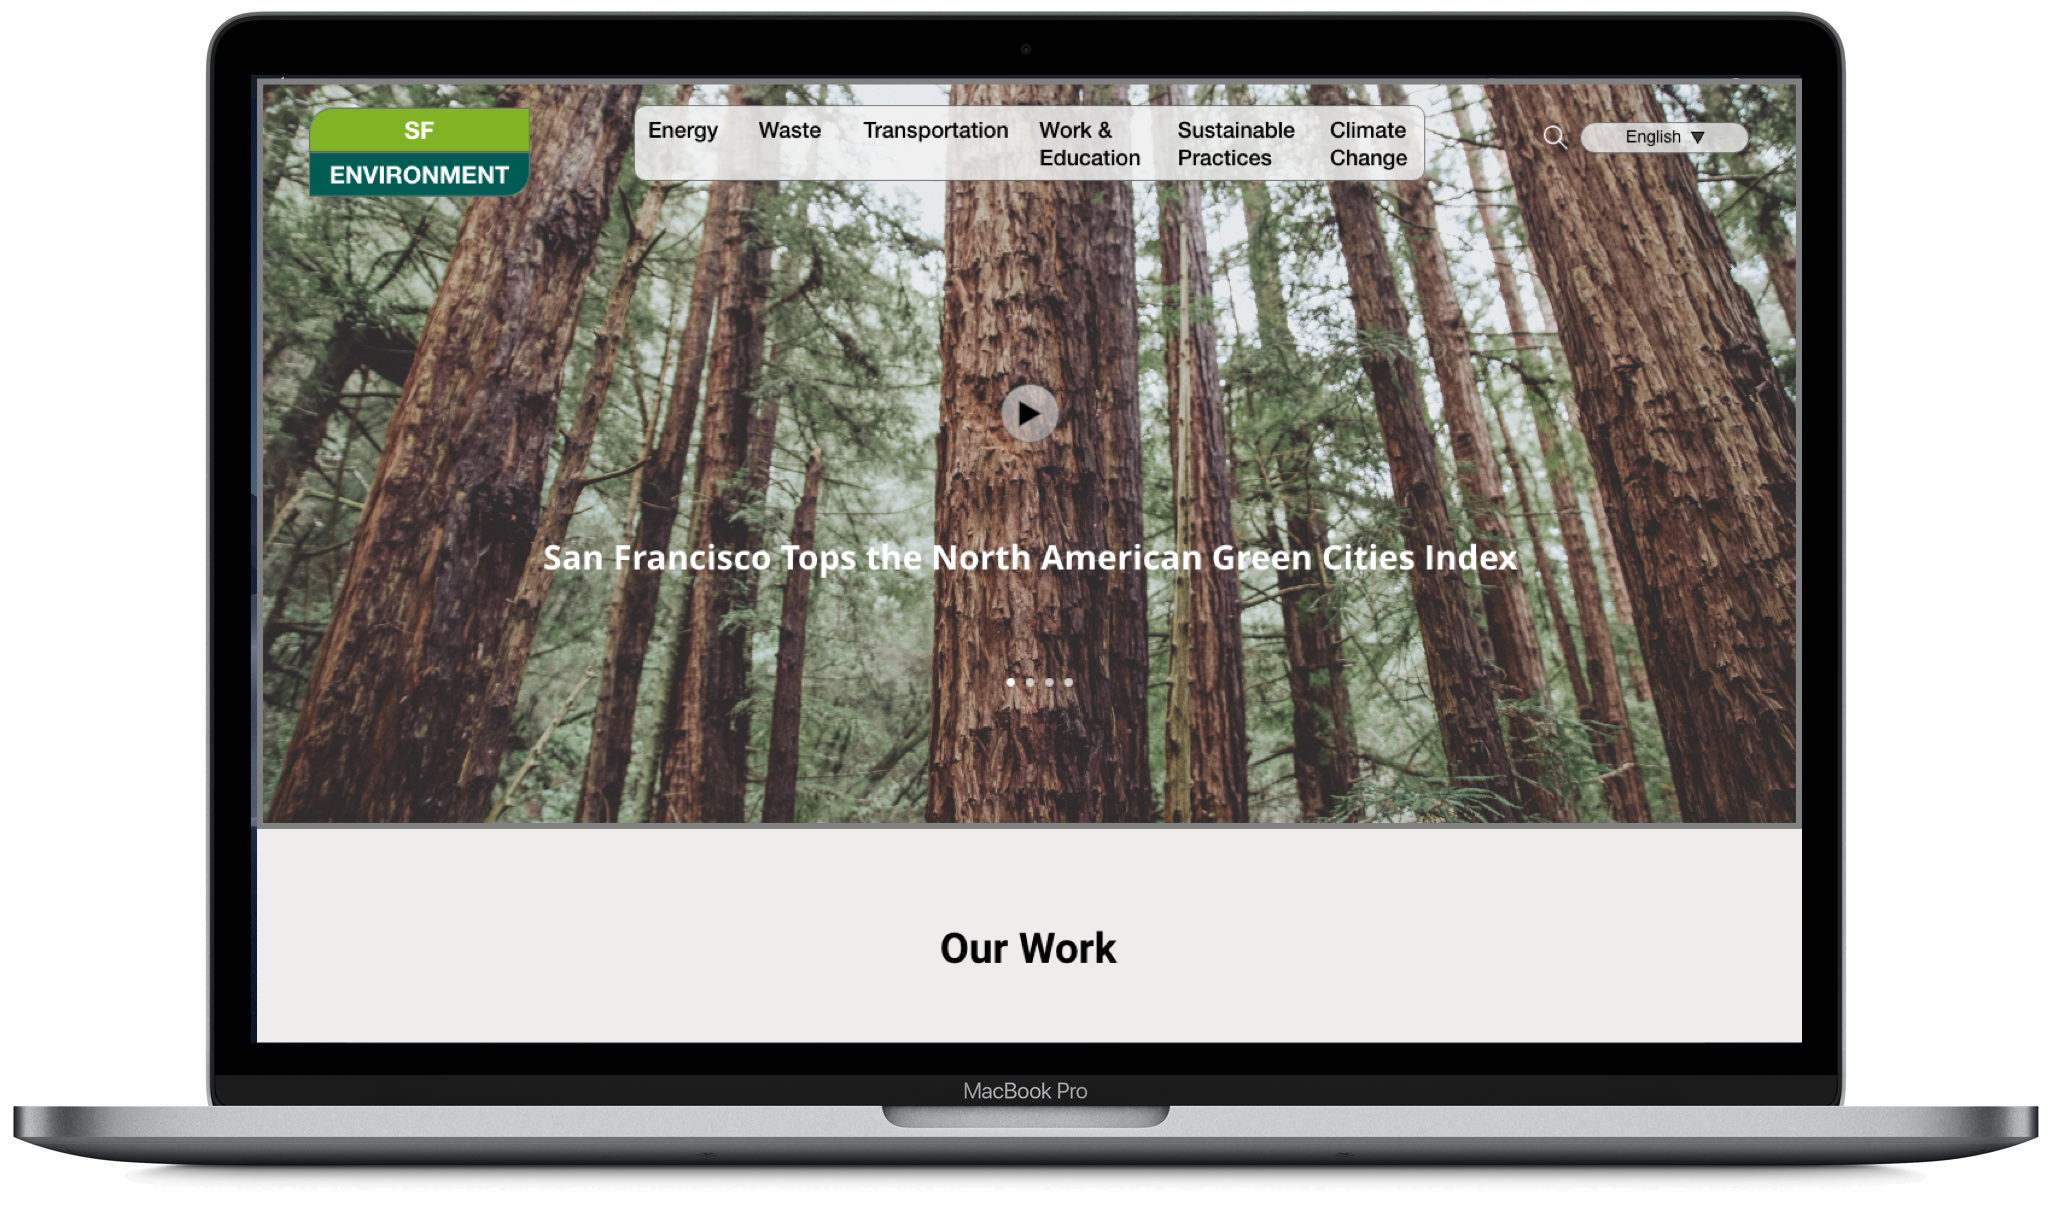 SF
ENVIRONMENT
Energy
Waste
Transportation
Work &
Education
Sustainable
Practices
Climate
Change
English
San Francisco Tops the North American Green Cities Index
Our Work
MacBook Pro